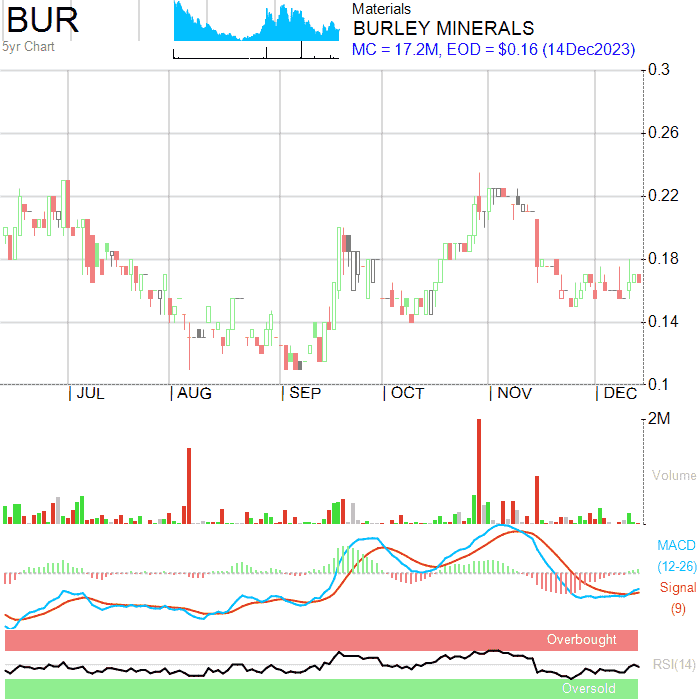 BUR
5yr Chart
Materials
BURLEY MINERALS
MC = 17.2M, EOD = $0.16 (14Dec2023)
0.3
0.26
0.22
0.18
0.14
0.1
JUL AUG SEP OCT NOV DEC
2M
Volume
MACD
(12-26)
Signal
(9)
Overbought
RSI(14)
Oversold